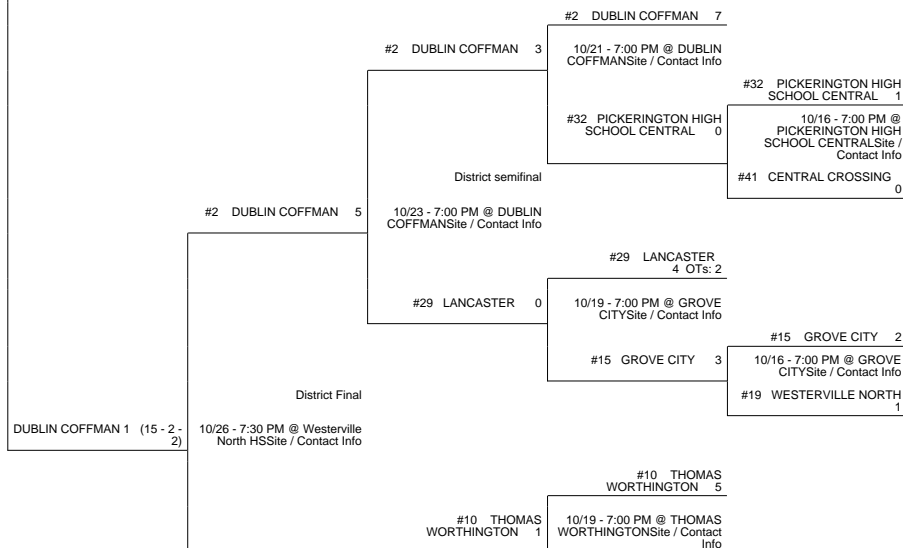 #2 DUBLIN COFFMAN 7
#2 DUBLIN COFFMAN 3
10/21 - 7:00 PM @ DUBLIN
COFFMANSite / Contact Info
#32 PICKERINGTON HIGH
SCHOOL CENTRAL 1
#32 PICKERINGTON HIGH
SCHOOL CENTRAL 0
10/16 - 7:00 PM @
PICKERINGTON HIGH
SCHOOL CENTRALSite /
Contact Info
District semifinal
#41 CENTRAL CROSSING
0
#2 DUBLIN COFFMAN 5
10/23 - 7:00 PM @ DUBLIN
COFFMANSite / Contact Info
#29 LANCASTER
4 OTs: 2
#29 LANCASTER 0
10/19 - 7:00 PM @ GROVE
CITYSite / Contact Info
#15 GROVE CITY 2
#15 GROVE CITY 3
10/16 - 7:00 PM @ GROVE
CITYSite / Contact Info
District Final
#19 WESTERVILLE NORTH
1
DUBLIN COFFMAN 1 (15 - 2 -
2)
10/26 - 7:30 PM @ Westerville
North HSSite / Contact Info
#10 THOMAS
WORTHINGTON 5
#10 THOMAS
WORTHINGTON 1
10/19 - 7:00 PM @ THOMAS
WORTHINGTONSite / Contact
Info